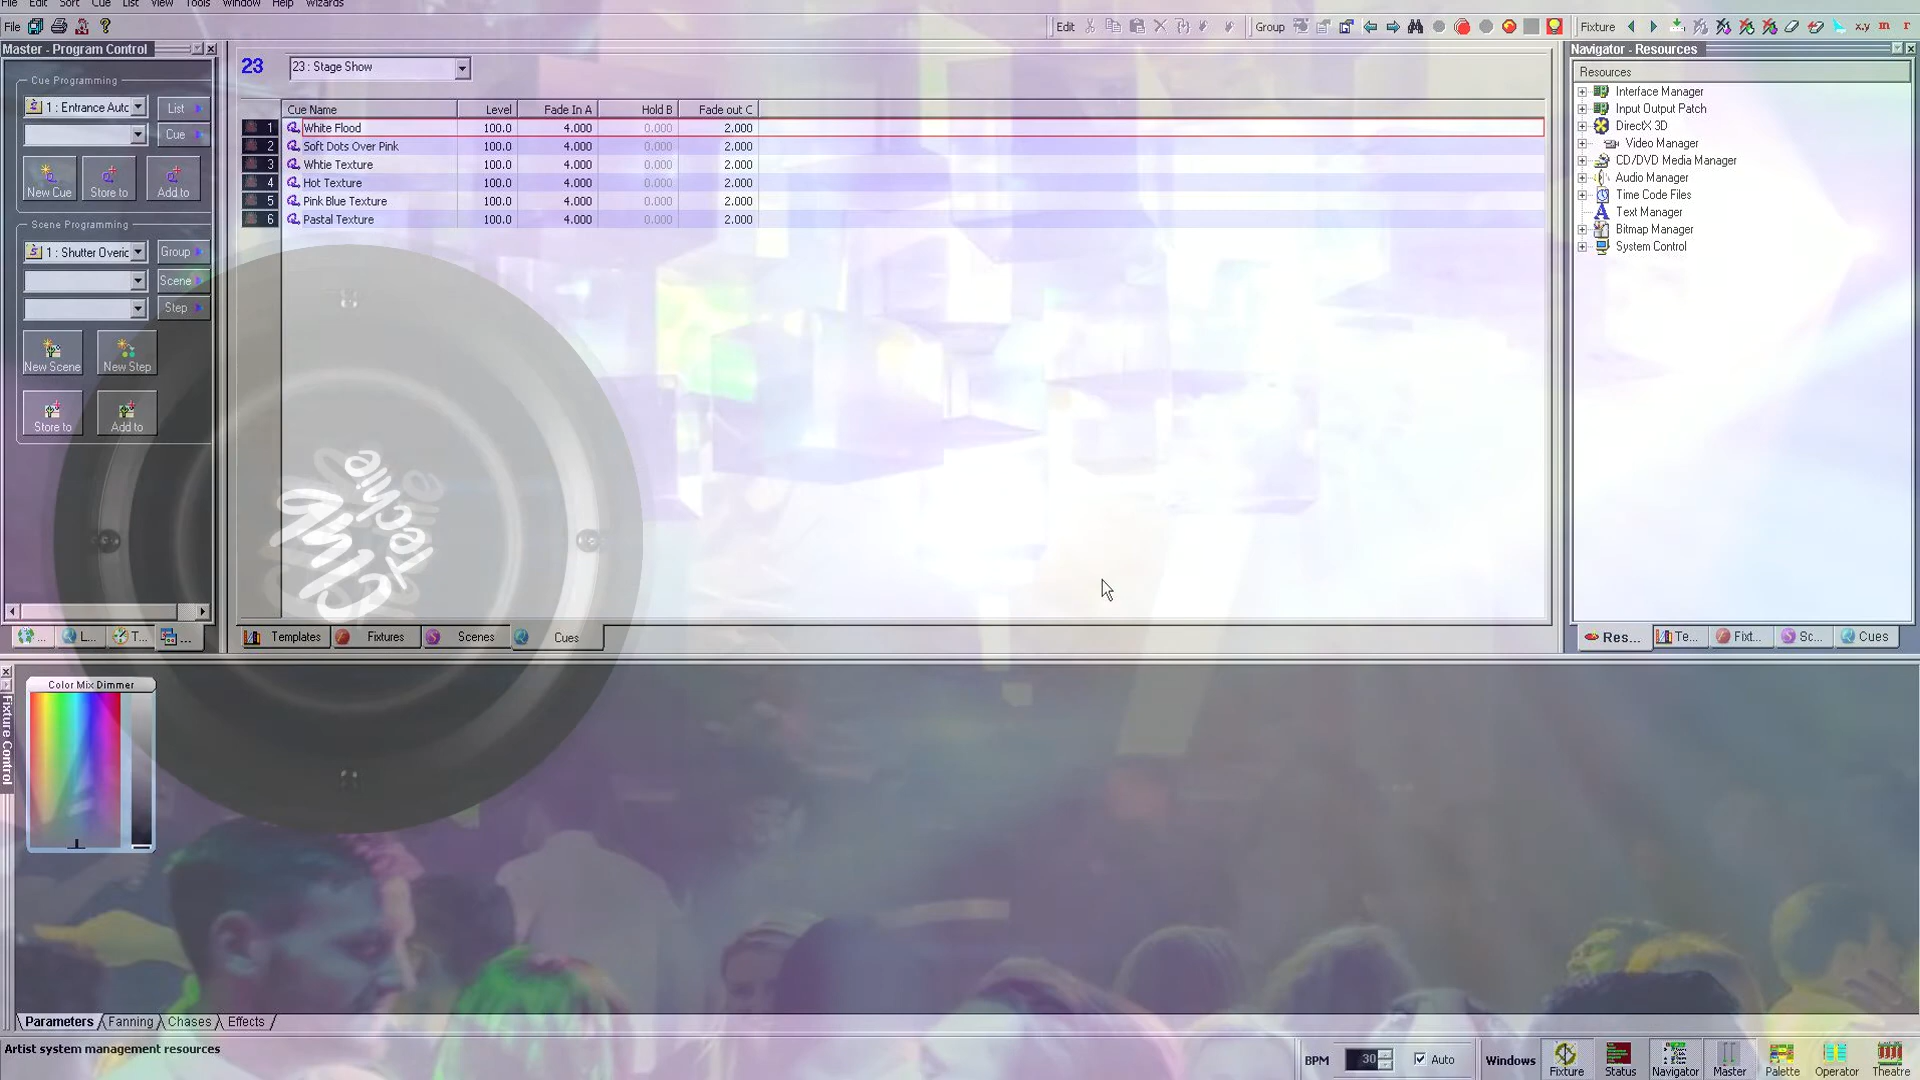 File Edit Sort Cue List View Tools Window Help Wizards
File
Edit
Group
Fixture
x,y m r
Master - Program Control
Cue Programming
1 : Entrance Autc
List
Cue
New Cue
Store to
Add to
Scene Programming
1 : Shutter Overic
Group
Scene
Step
New Scene
New Step
Store to
Add to
... L... T... ...
23
23 : Stage Show
Cue Name Level Fade In A Hold B Fade out C
1 White Flood 100.0 4.000 0.000 2.000
2 Soft Dots Over Pink 100.0 4.000 0.000 2.000
3 Whtie Texture 100.0 4.000 0.000 2.000
4 Hot Texture 100.0 4.000 0.000 2.000
5 Pink Blue Texture 100.0 4.000 0.000 2.000
6 Pastal Texture 100.0 4.000 0.000 2.000
Club
Techie
Templates Fixtures Scenes Cues
Navigator - Resources
Resources
Interface Manager
Input Output Patch
DirectX 3D
Video Manager
CD/DVD Media Manager
Audio Manager
Time Code Files
Text Manager
Bitmap Manager
System Control
Res... Te... Fixt... Sc... Cues
Fixture Control
Color Mix Dimmer
Parameters Fanning Chases Effects
Artist system management resources
BPM 30 Auto
Windows
Fixture Status Navigator Master Palette Operator Theatre